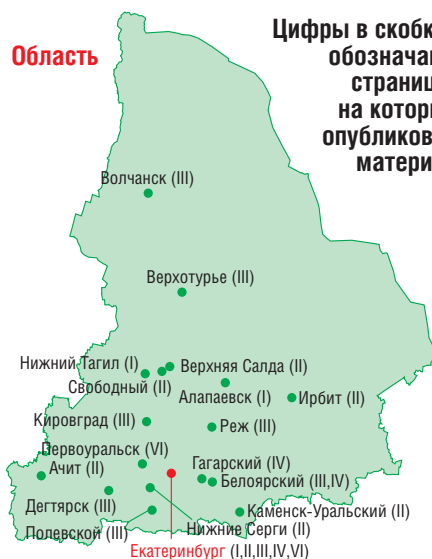 Область
Цифры в скобк
обозначаю
страниц
на котор
опубликов
матери
Волчанск (III)
Верхотурье (III)
Нижний Тагил (I)
Верхняя Салда (II)
Свободный (II)
Алапаевск (I)
Ирбит (II)
Кировград (III)
Реж (III)
Первоуральск (VI)
Гагарский (IV)
Ачит (II)
Белоярский (III,IV)
Дегтярск (III)
Каменск-Уральский (II)
Полевской (III)
Нижние Серги (II)
Екатеринбург (I,II,III,IV,VI)